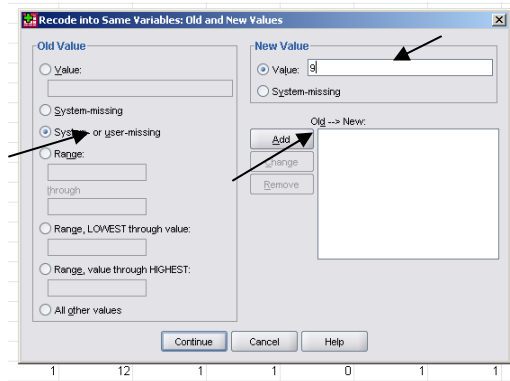 Recode into Same Variables: Old and New Values
Old Value
Value:
System-missing
System- or user-missing
Range:
through
Range, LOWEST through value:
Range, value through HIGHEST:
All other values
New Value
Value: 9
System-missing
Old --> New:
Add
Change
Remove
Continue Cancel Help
1 12 1 1 0 1 1